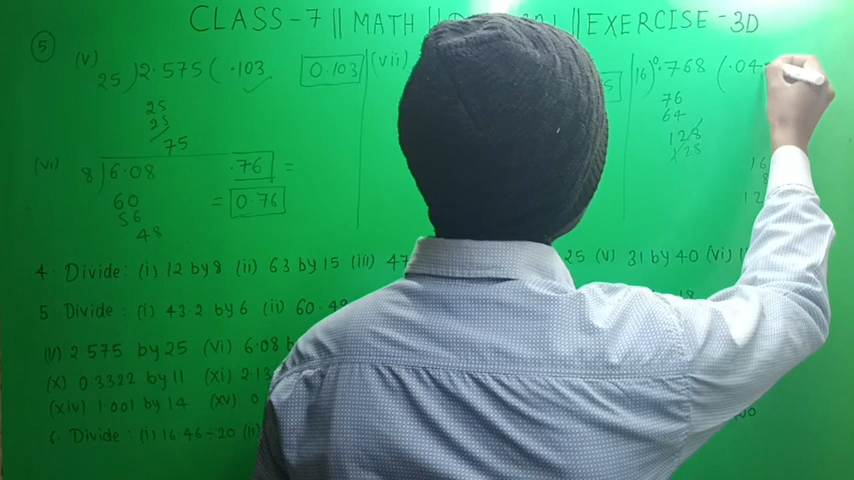 CLASS-7 || MATH || || EXERCISE-3D
5
(V) 25)2.575(.103
0.103
25
25
75
(vi) 8)6.08 .76 =
= 0.76
60
56
48
(vii)
16)0.768(.04
76
64
128
128
4. Divide: (i) 12 by 8 (ii) 63 by 15 (iii) 47 25 (v) 31 by 40 (vi)
5. Divide: (i) 43.2 by 6 (ii) 60.48
(V) 2.575 by 25 (Vi) 6.08
(X) 0.3322 by 11 (xi) 2.13
(xiv) 1.001 by 14 (xv) 0
6. Divide: (i) 16.46÷20 (ii)